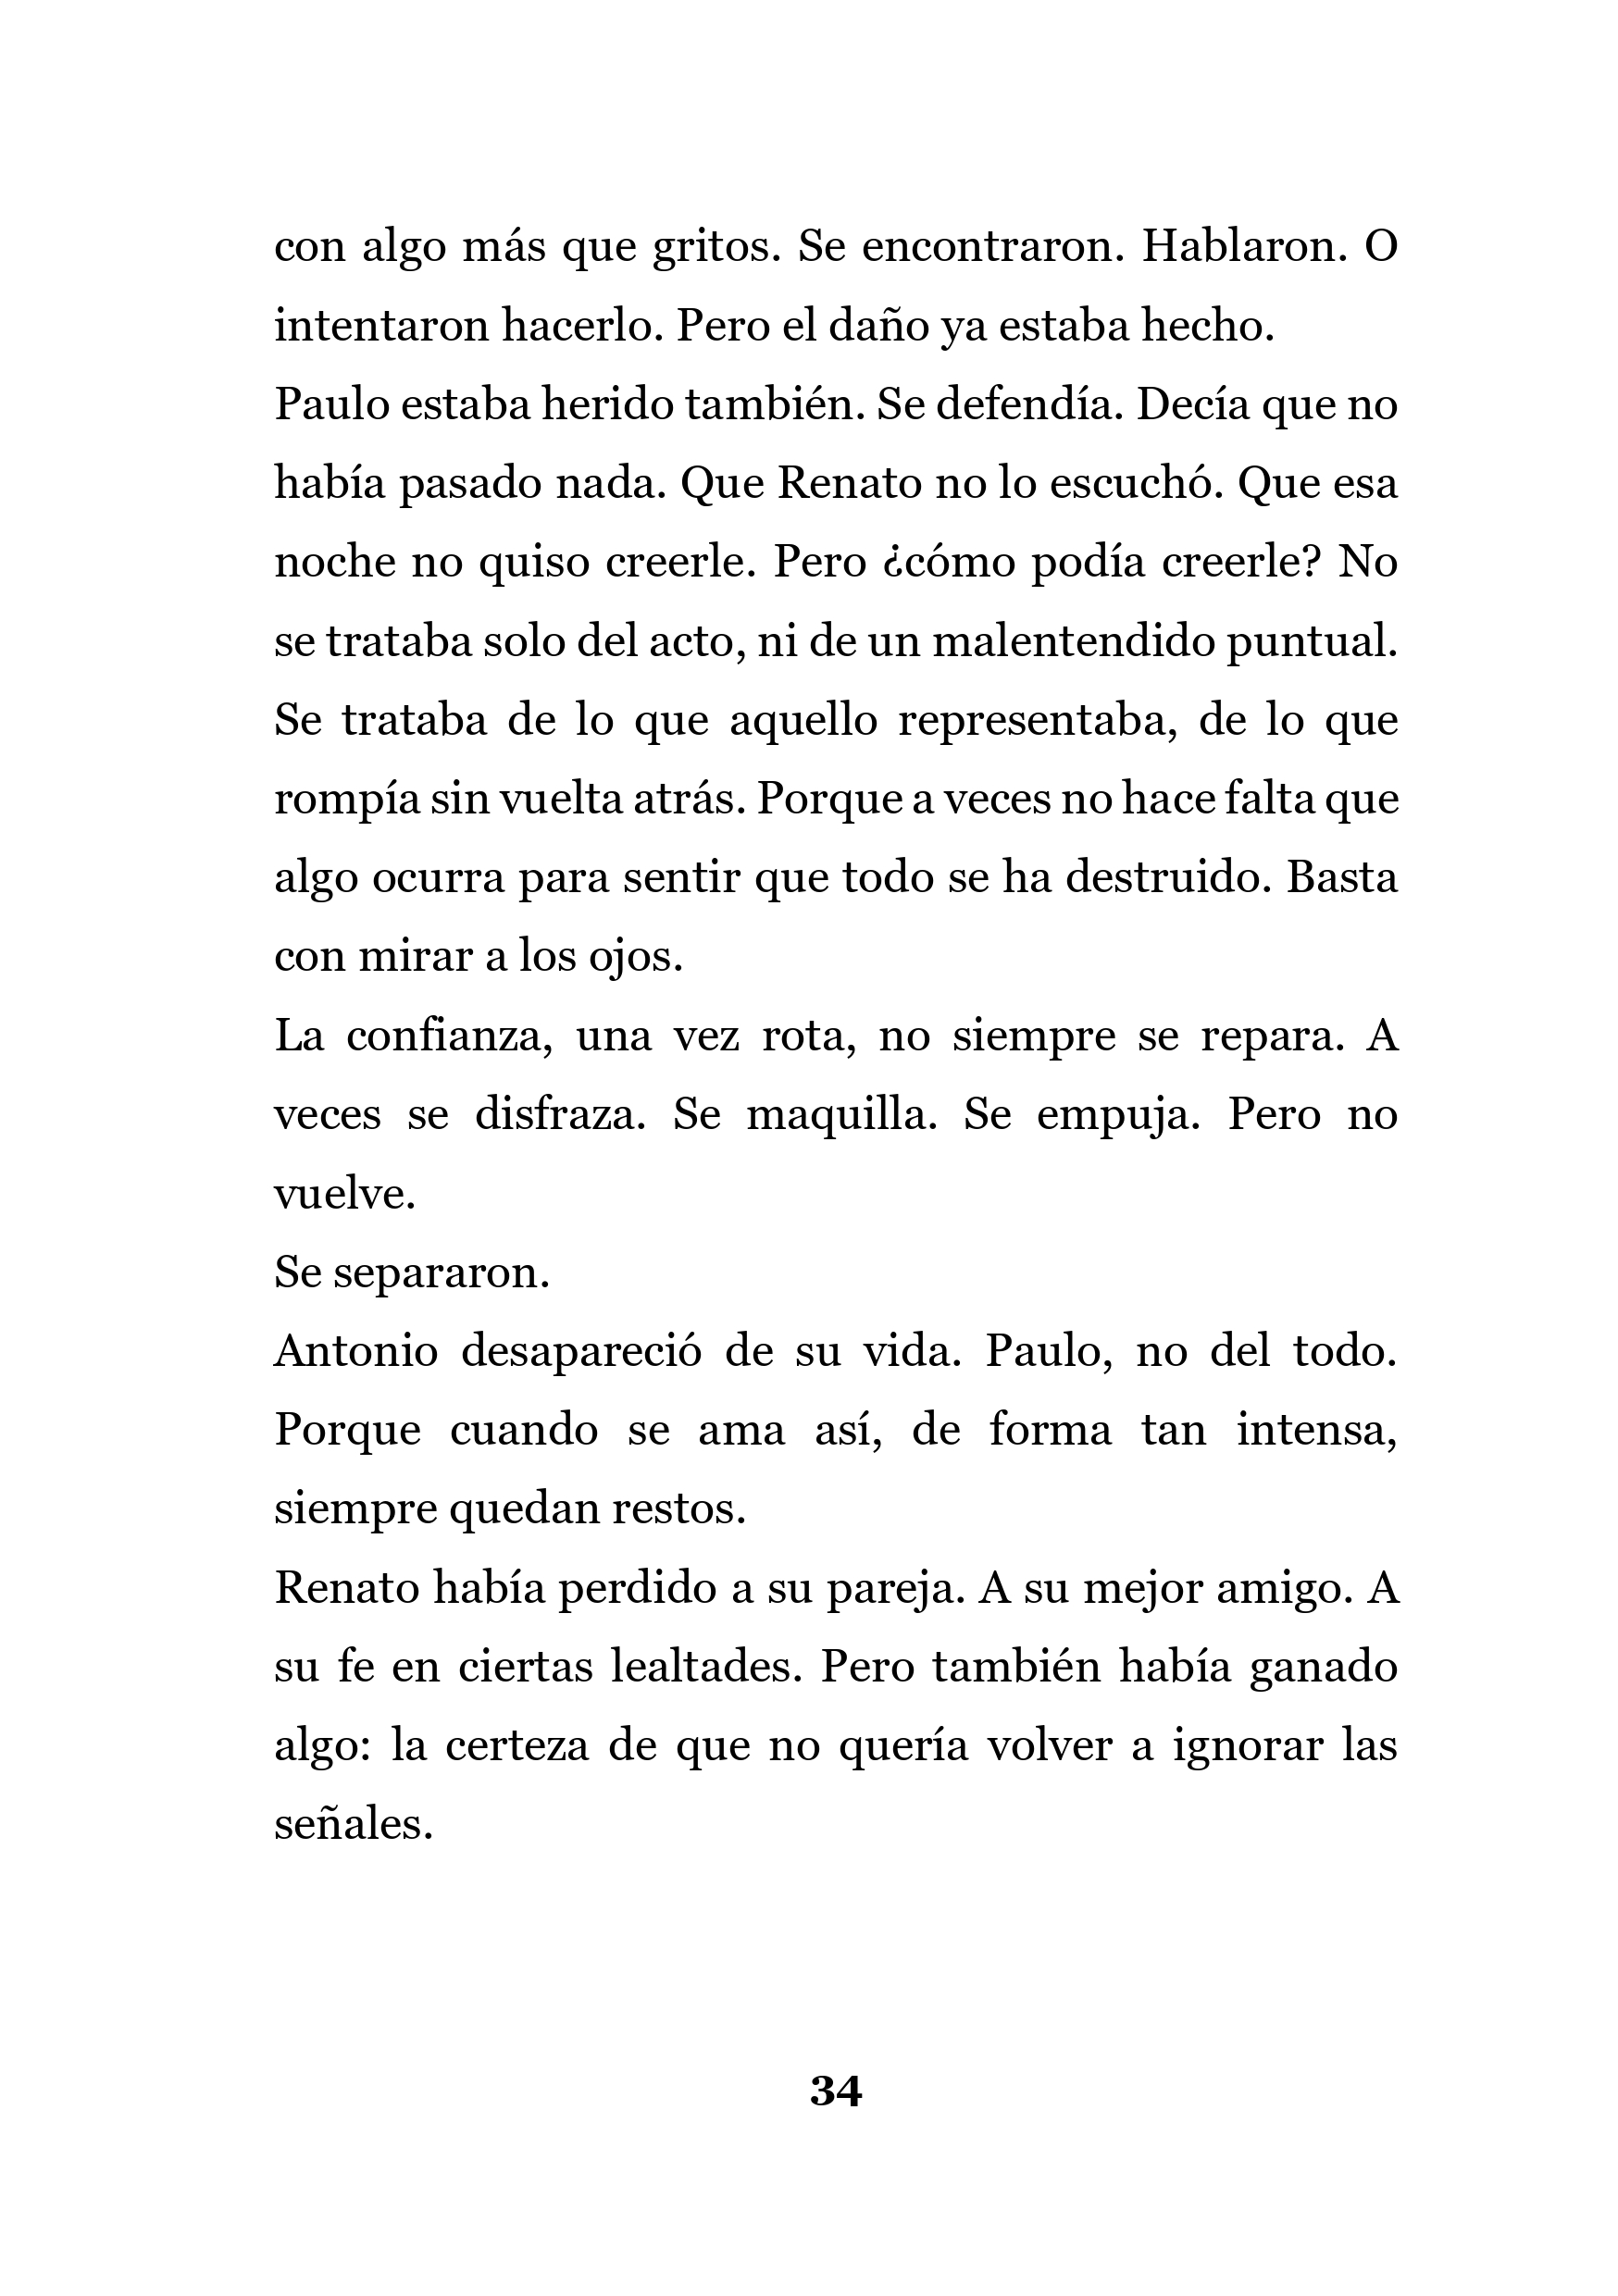 con algo más que gritos. Se encontraron. Hablaron. O
intentaron hacerlo. Pero el daño ya estaba hecho.
Paulo estaba herido también. Se defendía. Decía que no
había pasado nada. Que Renato no lo escuchó. Que esa
noche no quiso creerle. Pero ¿cómo podía creerle? No
se trataba solo del acto, ni de un malentendido puntual.
Se trataba de lo que aquello representaba, de lo que
rompía sin vuelta atrás. Porque a veces no hace falta que
algo ocurra para sentir que todo se ha destruido. Basta
con mirar a los ojos.
La confianza, una vez rota, no siempre se repara. A
veces se disfraza. Se maquilla. Se empuja. Pero no
vuelve.
Se separaron.
Antonio desapareció de su vida. Paulo, no del todo.
Porque cuando se ama así, de forma tan intensa,
siempre quedan restos.
Renato había perdido a su pareja. A su mejor amigo. A
su fe en ciertas lealtades. Pero también había ganado
algo: la certeza de que no quería volver a ignorar las
señales.
34